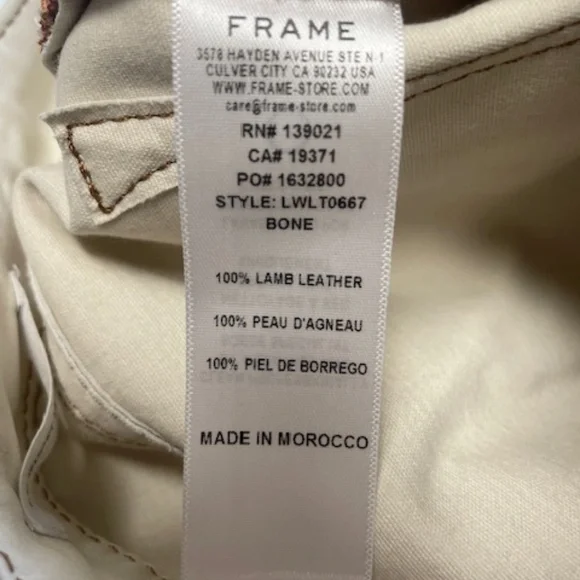 FRAME
3578 HAYDEN AVENUE STE N 1
CULVER CITY CA 90232 USA
WWW.FRAME-STORE.COM
care@frame-store.com
RN# 139021
CA# 19371
PO# 1632800
STYLE: LWLT0667
BONE
100% LAMB LEATHER
100% PEAU D'AGNEAU
100% PIEL DE BORREGO
MADE IN MOROCCO